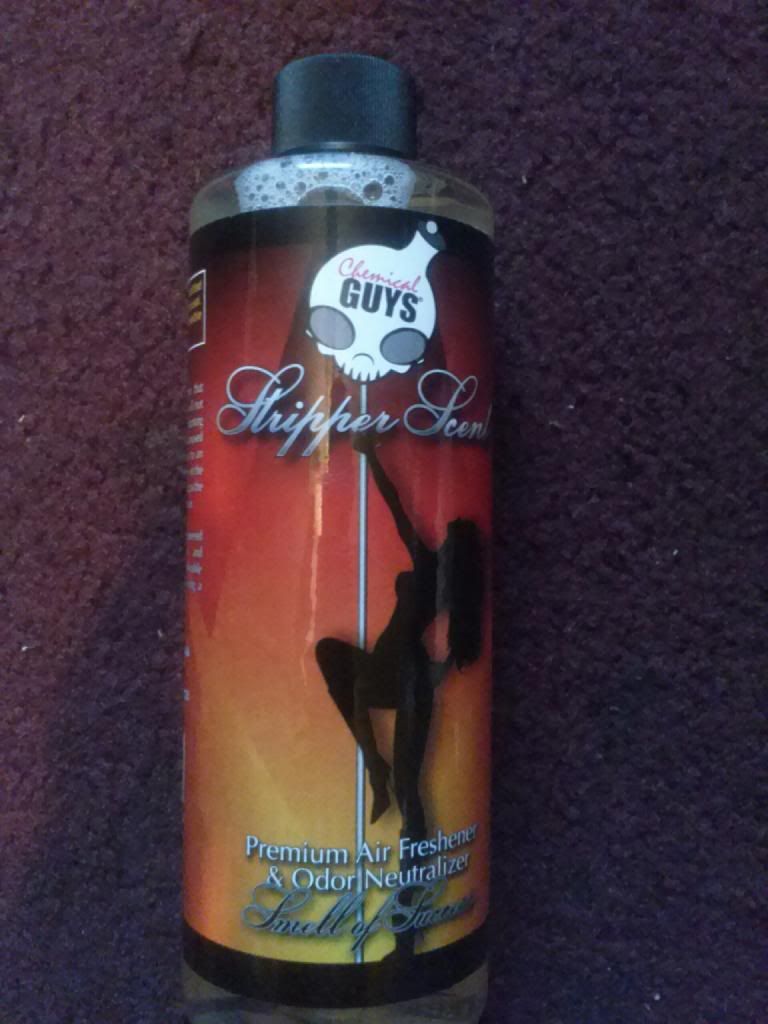 Chemical
GUYS
Stripper Scent
Premium Air Freshener
& Odor Neutralizer
Smell of Success